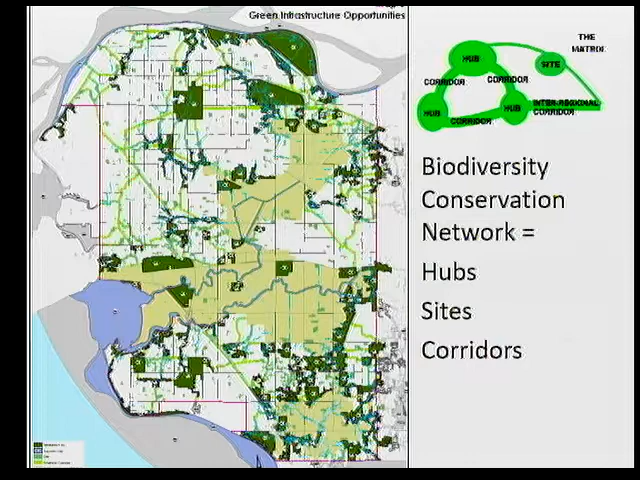 Green Infrastructure Opportunities
THE
MATRIX
HUB
SITE
CORRIDOR
CORRIDOR
HUB
HUB
INTER-REGIONAL
CORRIDOR
CORRIDOR
Biodiversity
Conservation
Network =
Hubs
Sites
Corridors